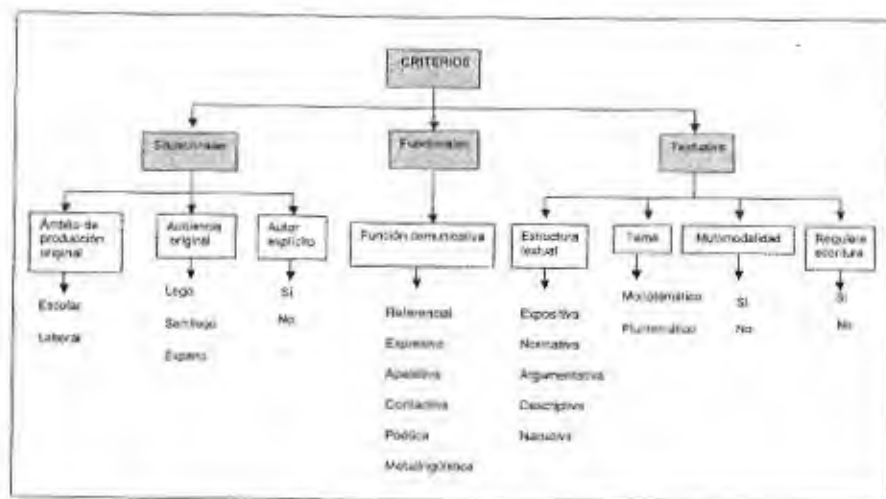 CRITERIOS
Situacionales
Funcionales
Textuales
Ámbito de
producción
original
Audiencia
original
Autor
explícito
Función comunicativa
Estructura
textual
Tema
Multimodalidad
Requiere
escritura
Escolar
Laboral
Lego
Semilego
Experto
Sí
No
Referencial
Expresiva
Apelativa
Contactiva
Poética
Metalingüística
Expositiva
Normativa
Argumentativa
Descriptiva
Narrativa
Monotemático
Pluritemático
Sí
No
Sí
No